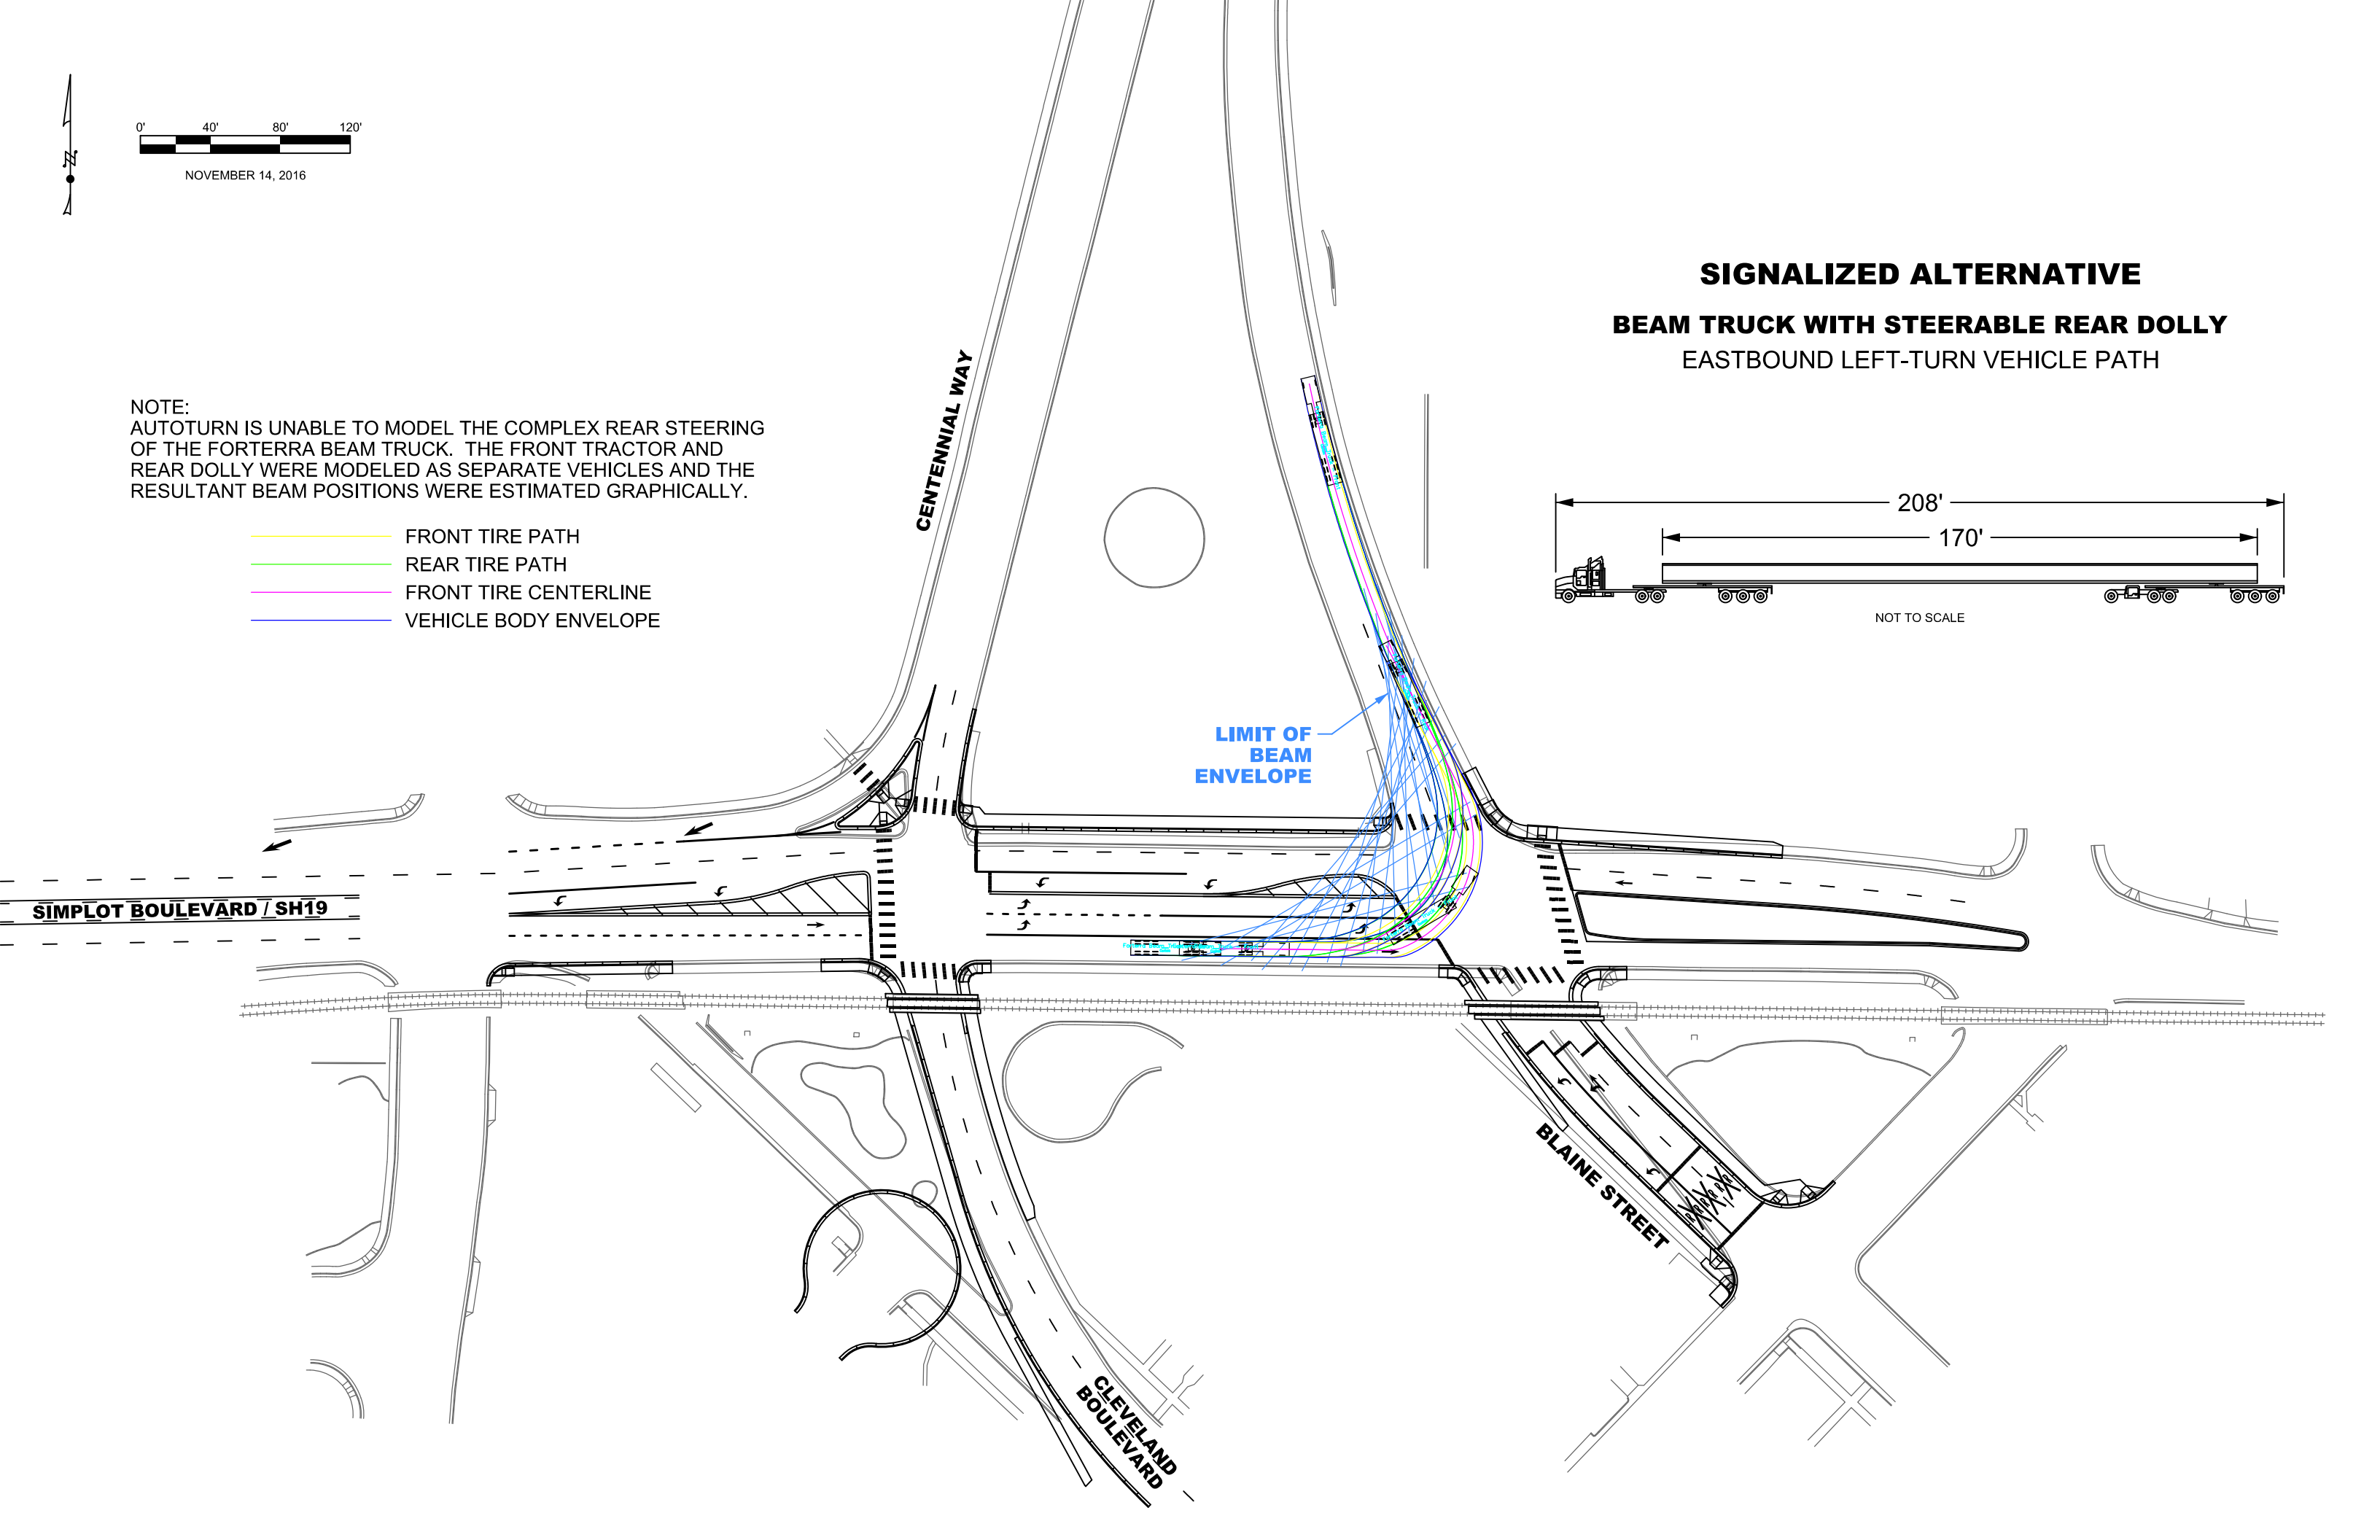 0' 40' 80' 120'
NOVEMBER 14, 2016
SIGNALIZED ALTERNATIVE
BEAM TRUCK WITH STEERABLE REAR DOLLY
EASTBOUND LEFT-TURN VEHICLE PATH
NOTE:
AUTOTURN IS UNABLE TO MODEL THE COMPLEX REAR STEERING
OF THE FORTERRA BEAM TRUCK. THE FRONT TRACTOR AND
REAR DOLLY WERE MODELED AS SEPARATE VEHICLES AND THE
RESULTANT BEAM POSITIONS WERE ESTIMATED GRAPHICALLY.
FRONT TIRE PATH
REAR TIRE PATH
FRONT TIRE CENTERLINE
VEHICLE BODY ENVELOPE
CENTENNIAL WAY
208'
170'
NOT TO SCALE
LIMIT OF
BEAM
ENVELOPE
SIMPLOT BOULEVARD / SH19
BLAINE STREET
CLEVELAND
BOULEVARD